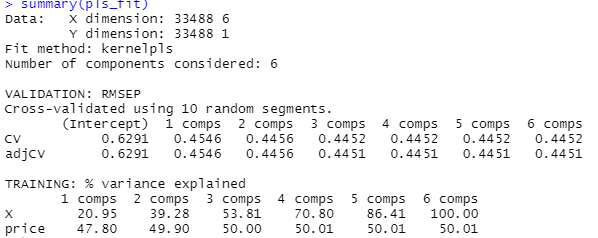 > summary(pls_fit)
Data: X dimension: 33488 6
Y dimension: 33488 1
Fit method: kernelpls
Number of components considered: 6
VALIDATION: RMSEP
Cross-validated using 10 random segments.
(Intercept) 1 comps 2 comps 3 comps 4 comps 5 comps 6 comps
CV 0.6291 0.4546 0.4456 0.4452 0.4452 0.4452 0.4452
adjCV 0.6291 0.4546 0.4456 0.4451 0.4451 0.4451 0.4451
TRAINING: % variance explained
1 comps 2 comps 3 comps 4 comps 5 comps 6 comps
X 20.95 39.28 53.81 70.80 86.41 100.00
price 47.80 49.90 50.00 50.01 50.01 50.01